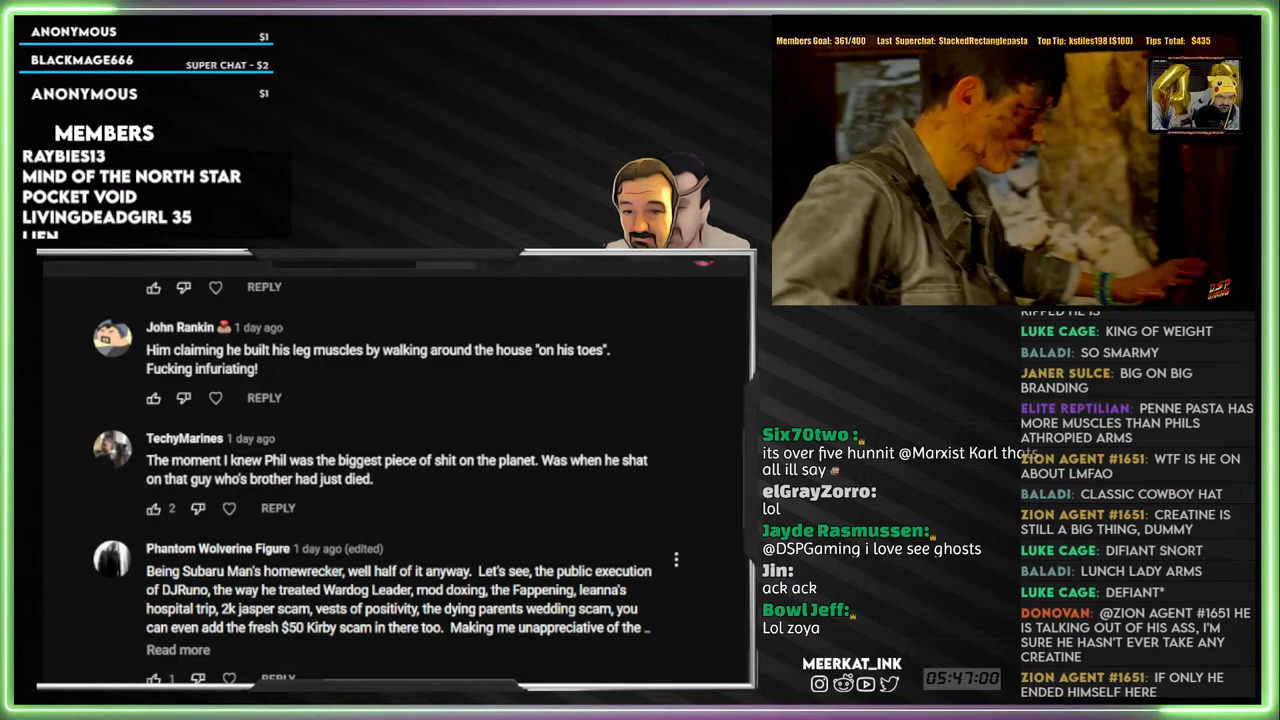 ANONYMOUS $1
BLACKMAGE666 SUPER CHAT - $2
ANONYMOUS $1
MEMBERS
RAYBIES13
MIND OF THE NORTH STAR
POCKET VOID
LIVINGDEADGIRL 35
LIEN
REPLY
John Rankin 1 day ago
Him claiming he built his leg muscles by walking around the house "on his toes".
Fucking infuriating!
REPLY
TechyMarines 1 day ago
The moment I knew Phil was the biggest piece of shit on the planet. Was when he shat
on that guy who's brother had just died.
2 REPLY
Phantom Wolverine Figure 1 day ago (edited)
Being Subaru Man's homewrecker, well half of it anyway. Let's see, the public execution
of DJRuno, the way he treated Wardog Leader, mod doxing, the Fappening, leanna's
hospital trip, 2k jasper scam, vests of positivity, the dying parents wedding scam, you
can even add the fresh $50 Kirby scam in there too. Making me unappreciative of the ...
Read more
1 REPLY
Members Goal: 361/400 Last Superchat: StackedRectanglepasta Top Tip: kstiles198 ($100) Tips Total: $435
DSP
GAMING
Six70two :
its over five hunnit @Marxist Karl thats
all ill say
elGrayZorro:
lol
Jayde Rasmussen:
@DSPGaming i love see ghosts
Jin:
ack ack
Bowl Jeff:
Lol zoya
MEERKAT_INK
05:47:00
RIPPED HE IS
LUKE CAGE: KING OF WEIGHT
BALADI: SO SMARMY
JANER SULCE: BIG ON BIG
BRANDING
ELITE REPTILIAN: PENNE PASTA HAS
MORE MUSCLES THAN PHILS
ATHROPIED ARMS
ZION AGENT #1651: WTF IS HE ON
ABOUT LMFAO
BALADI: CLASSIC COWBOY HAT
ZION AGENT #1651: CREATINE IS
STILL A BIG THING, DUMMY
LUKE CAGE: DIFIANT SNORT
BALADI: LUNCH LADY ARMS
LUKE CAGE: DEFIANT*
DONOVAN: @ZION AGENT #1651 HE
IS TALKING OUT OF HIS ASS, I'M
SURE HE HASN'T EVER TAKE ANY
CREATINE
ZION AGENT #1651: IF ONLY HE
ENDED HIMSELF HERE